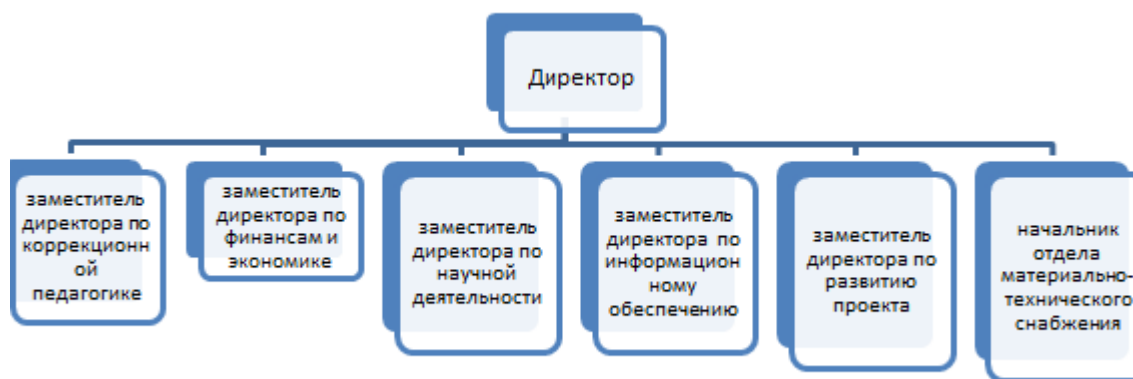 Директор
заместитель
директора по
коррекционн
ой
педагогике
заместитель
директора по
финансам и
экономике
заместитель
директора по
научной
деятельности
заместитель
директора по
информацион
ному
обеспечению
заместитель
директора по
развитию
проекта
начальник
отдела
материально-
технического
снабжения